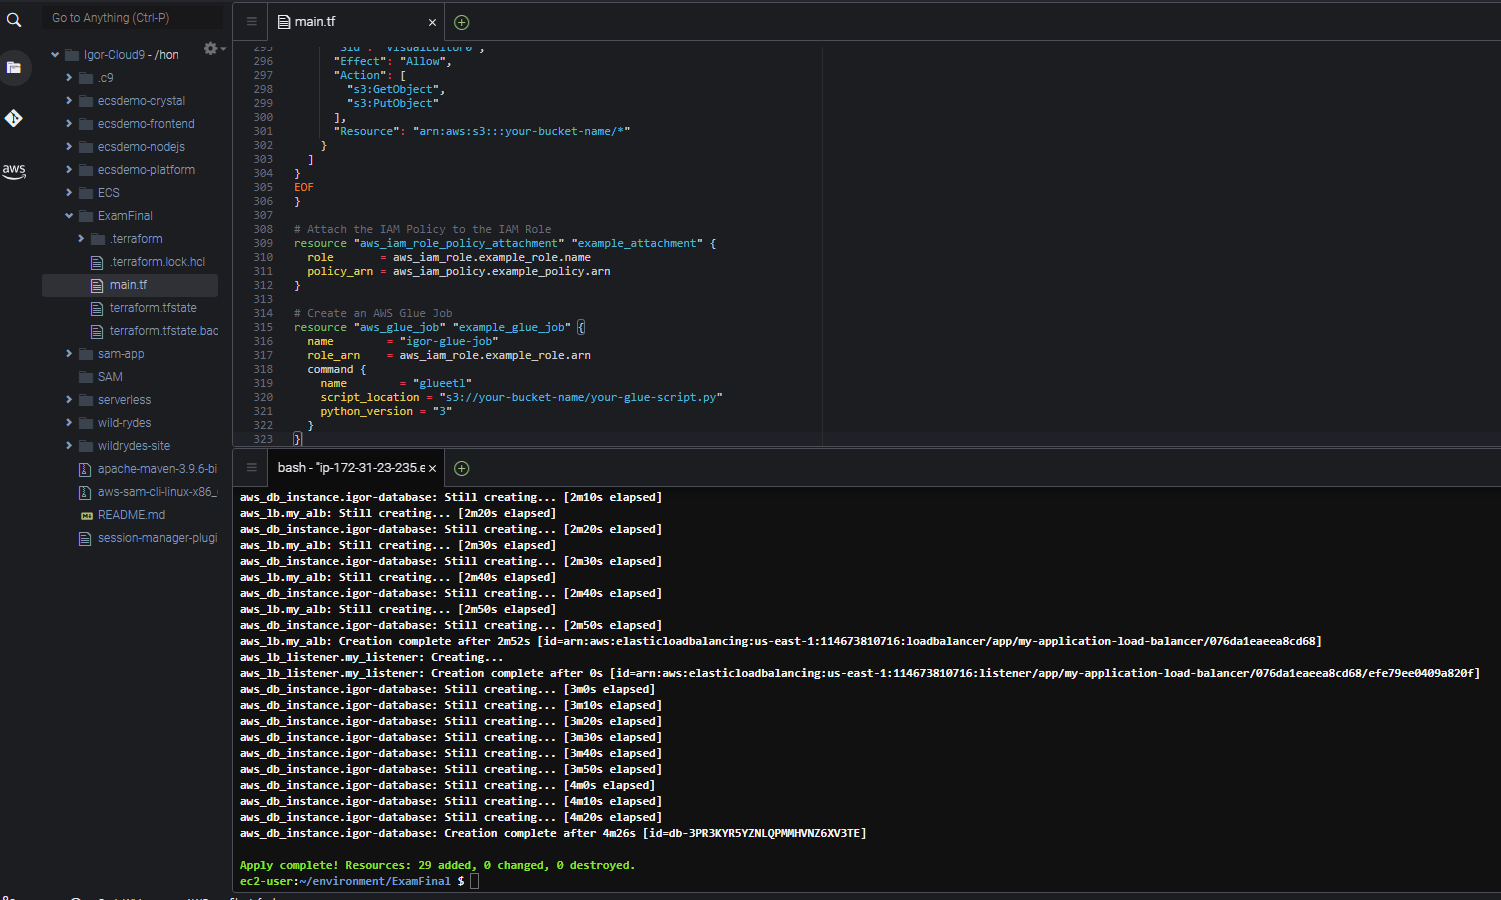 Go to Anything (Ctrl-P)
Igor-Cloud9 - /hon
.c9
ecsdemo-crystal
ecsdemo-frontend
ecsdemo-nodejs
ecsdemo-platform
ECS
ExamFinal
.terraform
.terraform.lock.hcl
main.tf
terraform.tfstate
terraform.tfstate.bac
sam-app
SAM
serverless
wild-rydes
wildrydes-site
apache-maven-3.9.6-bi
aws-sam-cli-linux-x86_
README.md
session-manager-plugi
aws
main.tf
295 "Sid": "VisualEditor0",
296 "Effect": "Allow",
297 "Action": [
298 "s3:GetObject",
299 "s3:PutObject"
300 ],
301 "Resource": "arn:aws:s3:::your-bucket-name/*"
302 }
303 ]
304 }
305 EOF
306 }
307
308 # Attach the IAM Policy to the IAM Role
309 resource "aws_iam_role_policy_attachment" "example_attachment" {
310 role = aws_iam_role.example_role.name
311 policy_arn = aws_iam_policy.example_policy.arn
312 }
313
314 # Create an AWS Glue Job
315 resource "aws_glue_job" "example_glue_job" {
316 name = "igor-glue-job"
317 role_arn = aws_iam_role.example_role.arn
318 command {
319 name = "glueetl"
320 script_location = "s3://your-bucket-name/your-glue-script.py"
321 python_version = "3"
322 }
323 }
bash - "ip-172-31-23-235.e
aws_db_instance.igor-database: Still creating... [2m10s elapsed]
aws_lb.my_alb: Still creating... [2m20s elapsed]
aws_db_instance.igor-database: Still creating... [2m20s elapsed]
aws_lb.my_alb: Still creating... [2m30s elapsed]
aws_db_instance.igor-database: Still creating... [2m30s elapsed]
aws_lb.my_alb: Still creating... [2m40s elapsed]
aws_db_instance.igor-database: Still creating... [2m40s elapsed]
aws_lb.my_alb: Still creating... [2m50s elapsed]
aws_db_instance.igor-database: Still creating... [2m50s elapsed]
aws_lb.my_alb: Creation complete after 2m52s [id=arn:aws:elasticloadbalancing:us-east-1:114673810716:loadbalancer/app/my-application-load-balancer/076da1eaeea8cd68]
aws_lb_listener.my_listener: Creating...
aws_lb_listener.my_listener: Creation complete after 0s [id=arn:aws:elasticloadbalancing:us-east-1:114673810716:listener/app/my-application-load-balancer/076da1eaeea8cd68/efe79ee0409a820f]
aws_db_instance.igor-database: Still creating... [3m0s elapsed]
aws_db_instance.igor-database: Still creating... [3m10s elapsed]
aws_db_instance.igor-database: Still creating... [3m20s elapsed]
aws_db_instance.igor-database: Still creating... [3m30s elapsed]
aws_db_instance.igor-database: Still creating... [3m40s elapsed]
aws_db_instance.igor-database: Still creating... [3m50s elapsed]
aws_db_instance.igor-database: Still creating... [4m0s elapsed]
aws_db_instance.igor-database: Still creating... [4m10s elapsed]
aws_db_instance.igor-database: Still creating... [4m20s elapsed]
aws_db_instance.igor-database: Creation complete after 4m26s [id=db-3PR3KYR5YZNLQPMMHVNZ6XV3TE]
Apply complete! Resources: 29 added, 0 changed, 0 destroyed.
ec2-user:~/environment/ExamFinal $